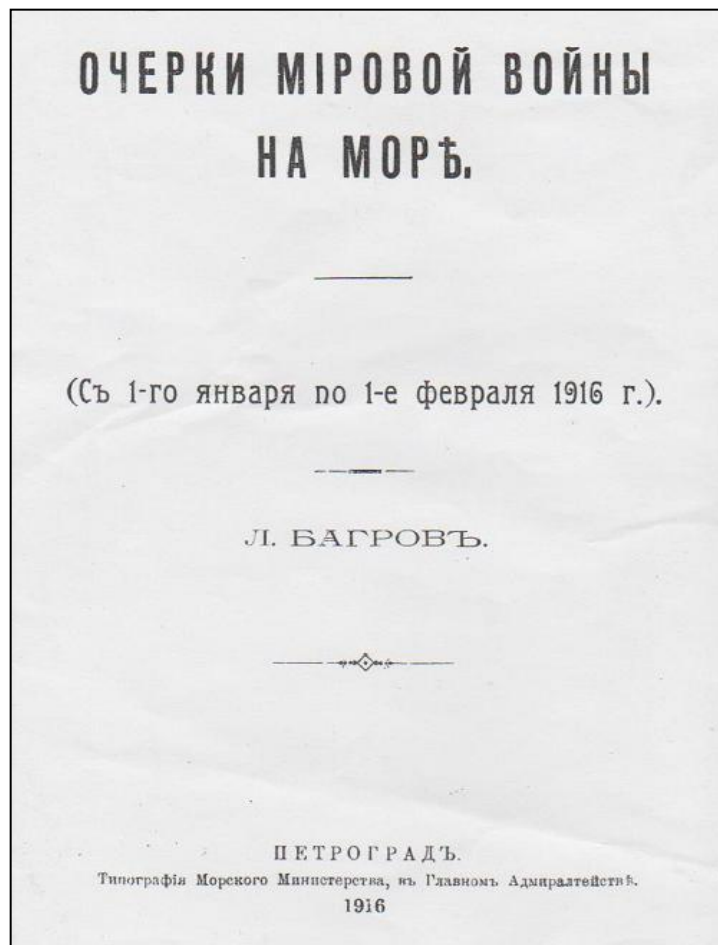 ОЧЕРКИ МІРОВОЙ ВОЙНЫ
НА МОРѢ.
(Съ 1-го января по 1-е февраля 1916 г.).
Л. БАГРОВЪ.
ПЕТРОГРАДЪ.
Типографія Морского Министерства, въ Главномъ Адмиралтействѣ.
1916